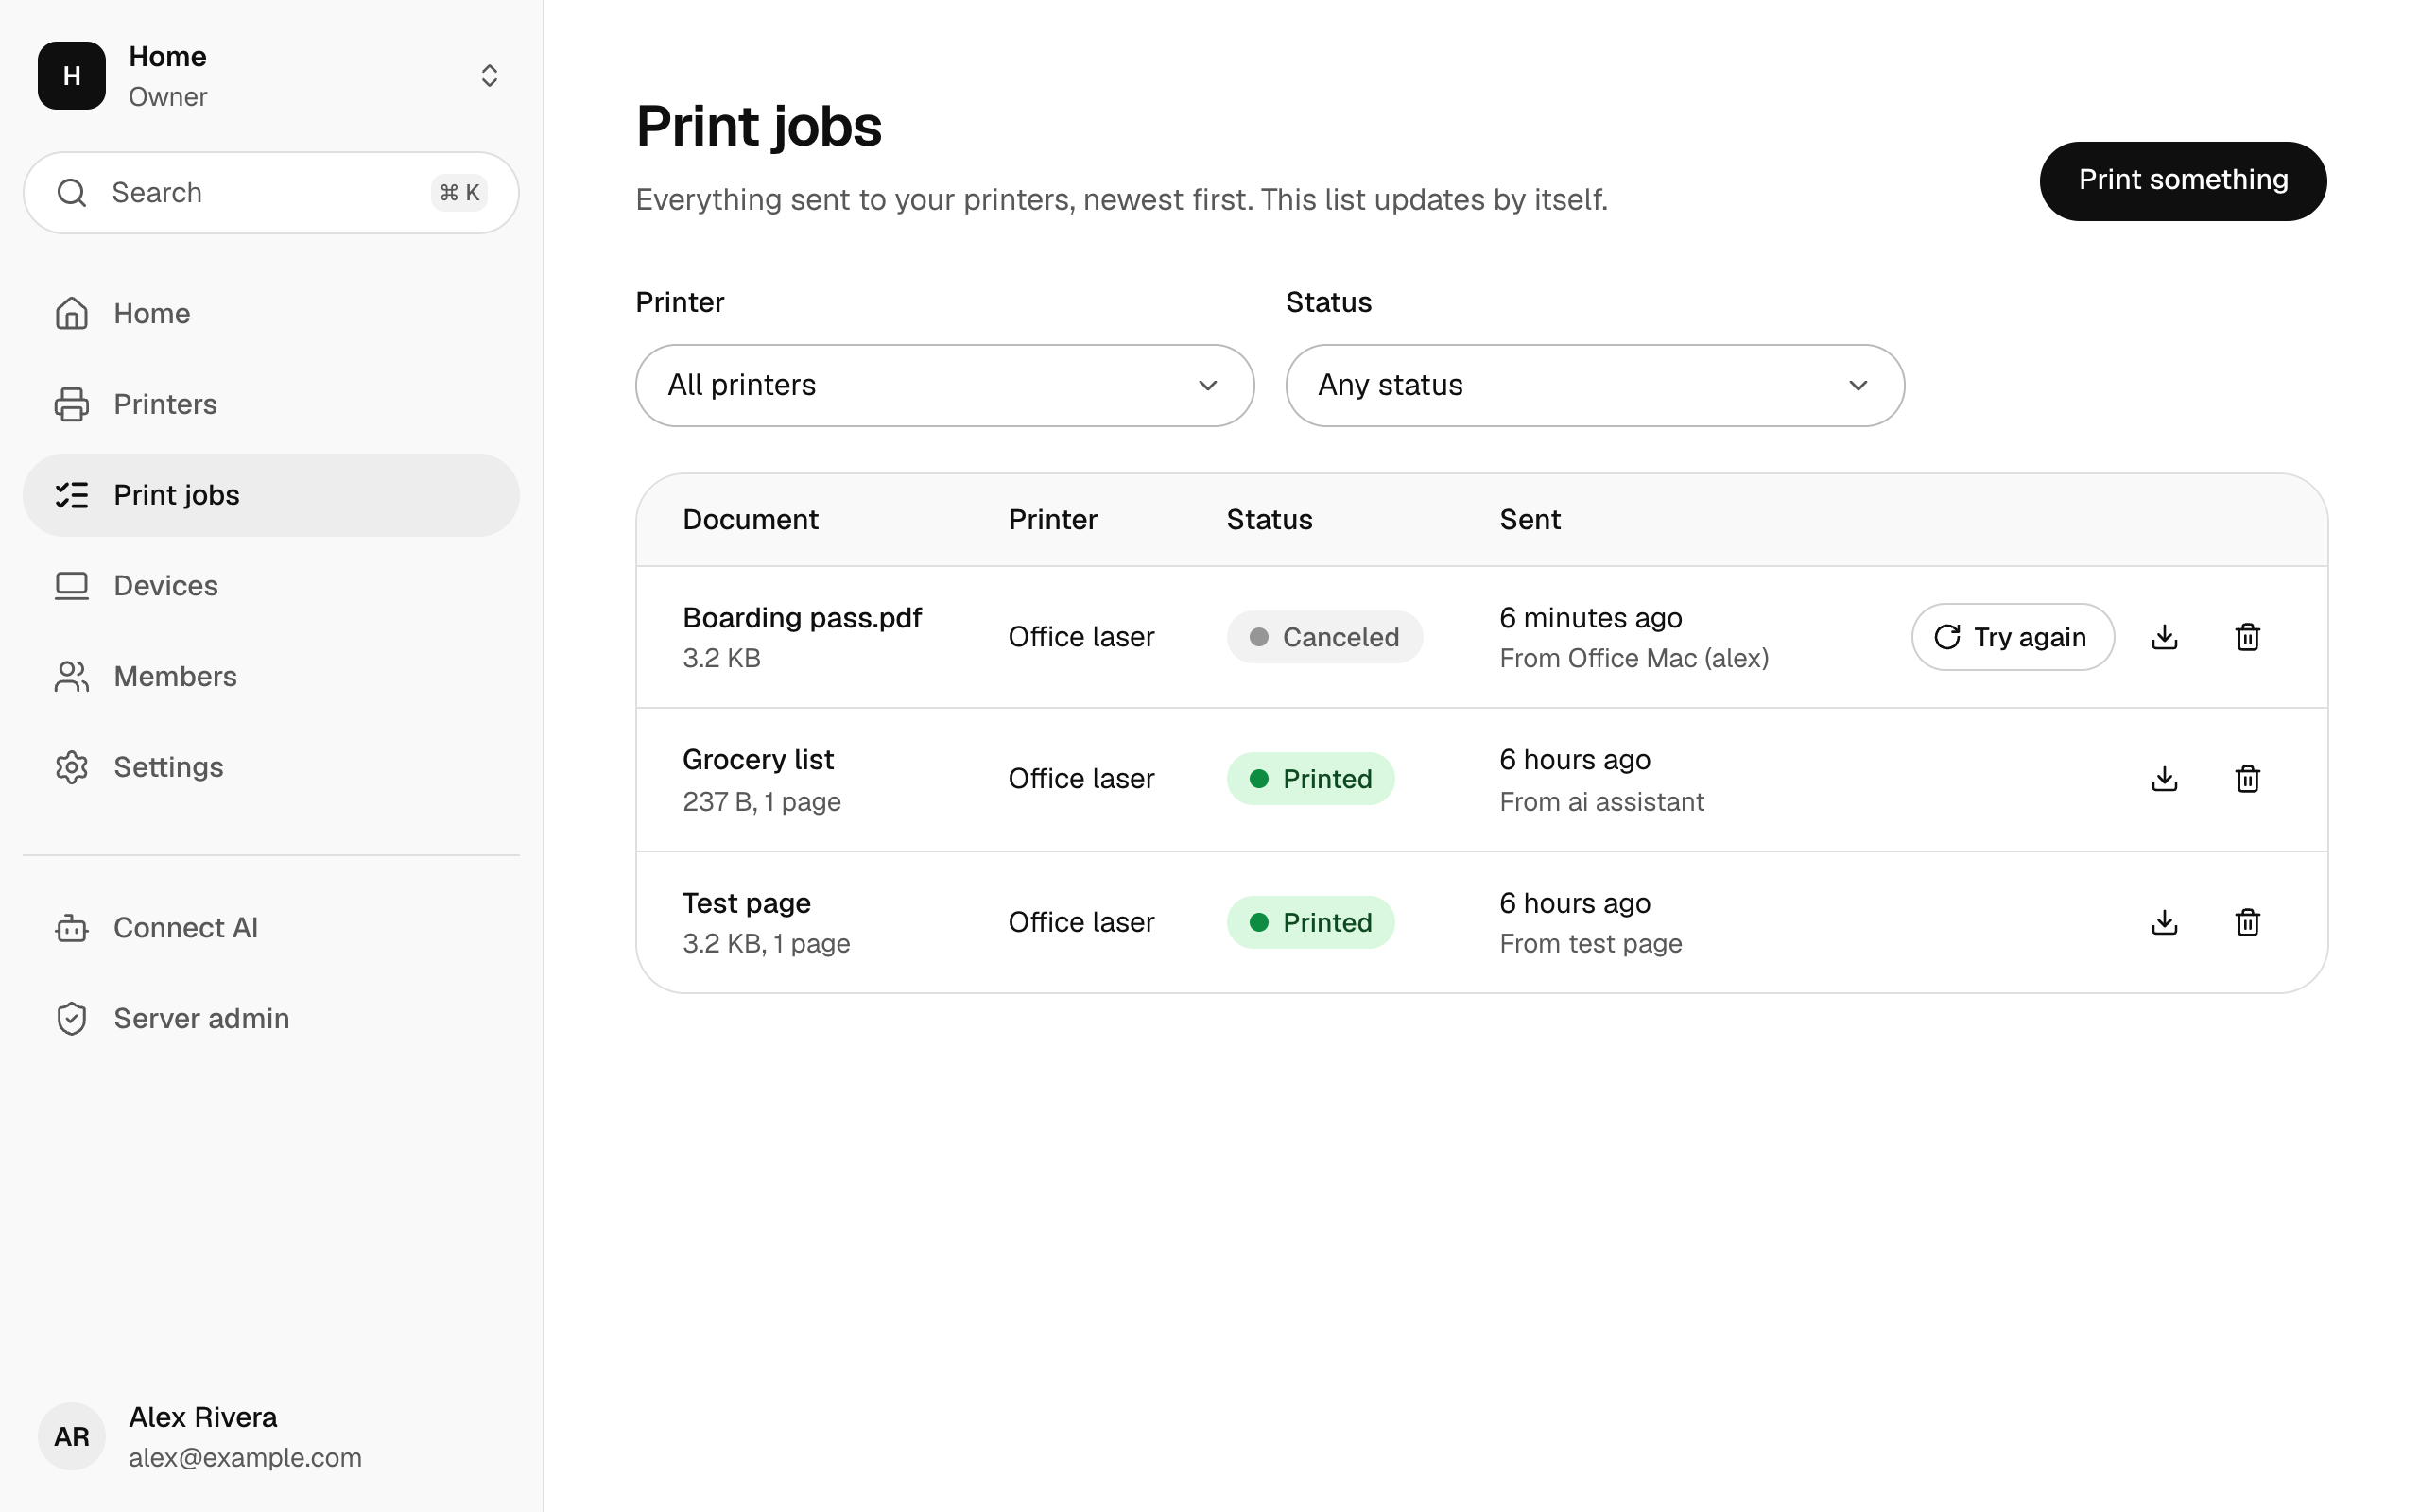 H
Home
Owner
Search
⌘ K
Home
Printers
Print jobs
Devices
Members
Settings
Connect AI
Server admin
AR
Alex Rivera
alex@example.com
Print jobs
Everything sent to your printers, newest first. This list updates by itself.
Print something
Printer
All printers
Status
Any status
Document Printer Status Sent
Boarding pass.pdf
3.2 KB
Office laser
Canceled
6 minutes ago
From Office Mac (alex)
Try again
Grocery list
237 B, 1 page
Office laser
Printed
6 hours ago
From ai assistant
Test page
3.2 KB, 1 page
Office laser
Printed
6 hours ago
From test page